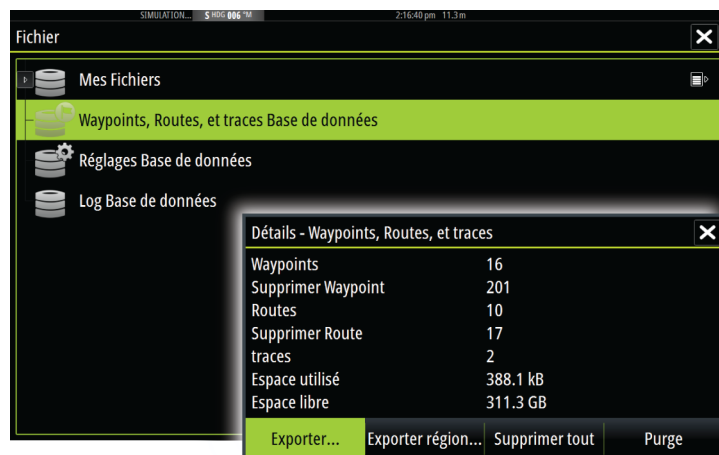 SIMULATION... S HDG 006 °M 2:16:40 pm 11.3 m
Fichier
Mes Fichiers
Waypoints, Routes, et traces Base de données
Réglages Base de données
Log Base de données
Détails - Waypoints, Routes, et traces
Waypoints 16
Supprimer Waypoint 201
Routes 10
Supprimer Route 17
traces 2
Espace utilisé 388.1 kB
Espace libre 311.3 GB
Exporter... Exporter région... Supprimer tout Purge